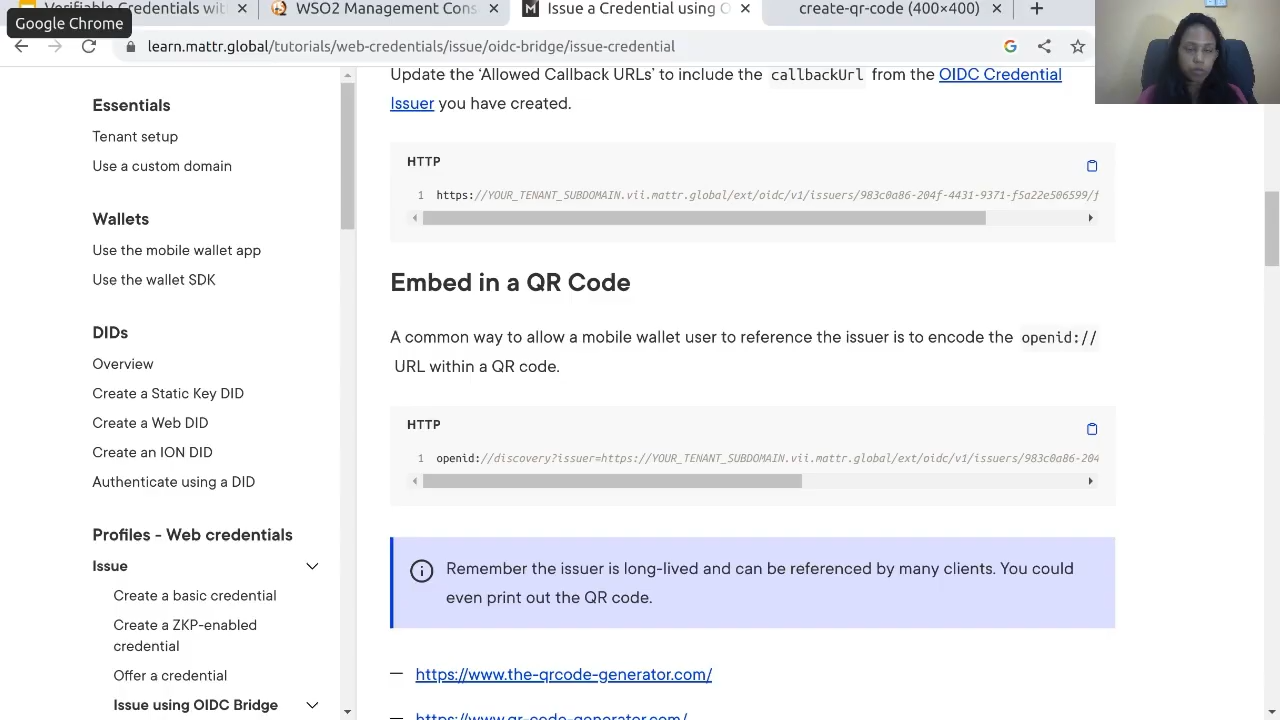 Verifiable Credentials wit
WSO2 Management Cons
Issue a Credential using O
create-qr-code (400×400)
Google Chrome
learn.mattr.global/tutorials/web-credentials/issue/oidc-bridge/issue-credential
Essentials
Tenant setup
Use a custom domain
Wallets
Use the mobile wallet app
Use the wallet SDK
DIDs
Overview
Create a Static Key DID
Create a Web DID
Create an ION DID
Authenticate using a DID
Profiles - Web credentials
Issue
Create a basic credential
Create a ZKP-enabled
credential
Offer a credential
Issue using OIDC Bridge
Update the ‘Allowed Callback URLs’ to include the callbackUrl from the OIDC Credential
Issuer you have created.
HTTP
1 https://YOUR_TENANT_SUBDOMAIN.vii.mattr.global/ext/oidc/v1/issuers/983c0a86-204f-4431-9371-f5a22e506599/f
Embed in a QR Code
A common way to allow a mobile wallet user to reference the issuer is to encode the openid://
URL within a QR code.
HTTP
1 openid://discovery?issuer=https://YOUR_TENANT_SUBDOMAIN.vii.mattr.global/ext/oidc/v1/issuers/983c0a86-204
Remember the issuer is long-lived and can be referenced by many clients. You could
even print out the QR code.
— https://www.the-qrcode-generator.com/
— https://www.qr-code-generator.com/